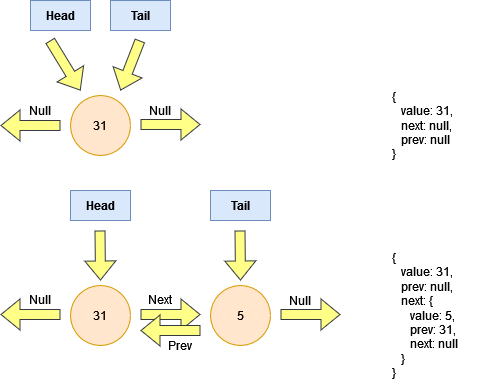 Head
Tail
Null
Null
31
{
value: 31,
next: null,
prev: null
}
Head
Tail
Null
Next
Null
31
5
Prev
{
value: 31,
prev: null,
next: {
value: 5,
prev: 31,
next: null
}
}